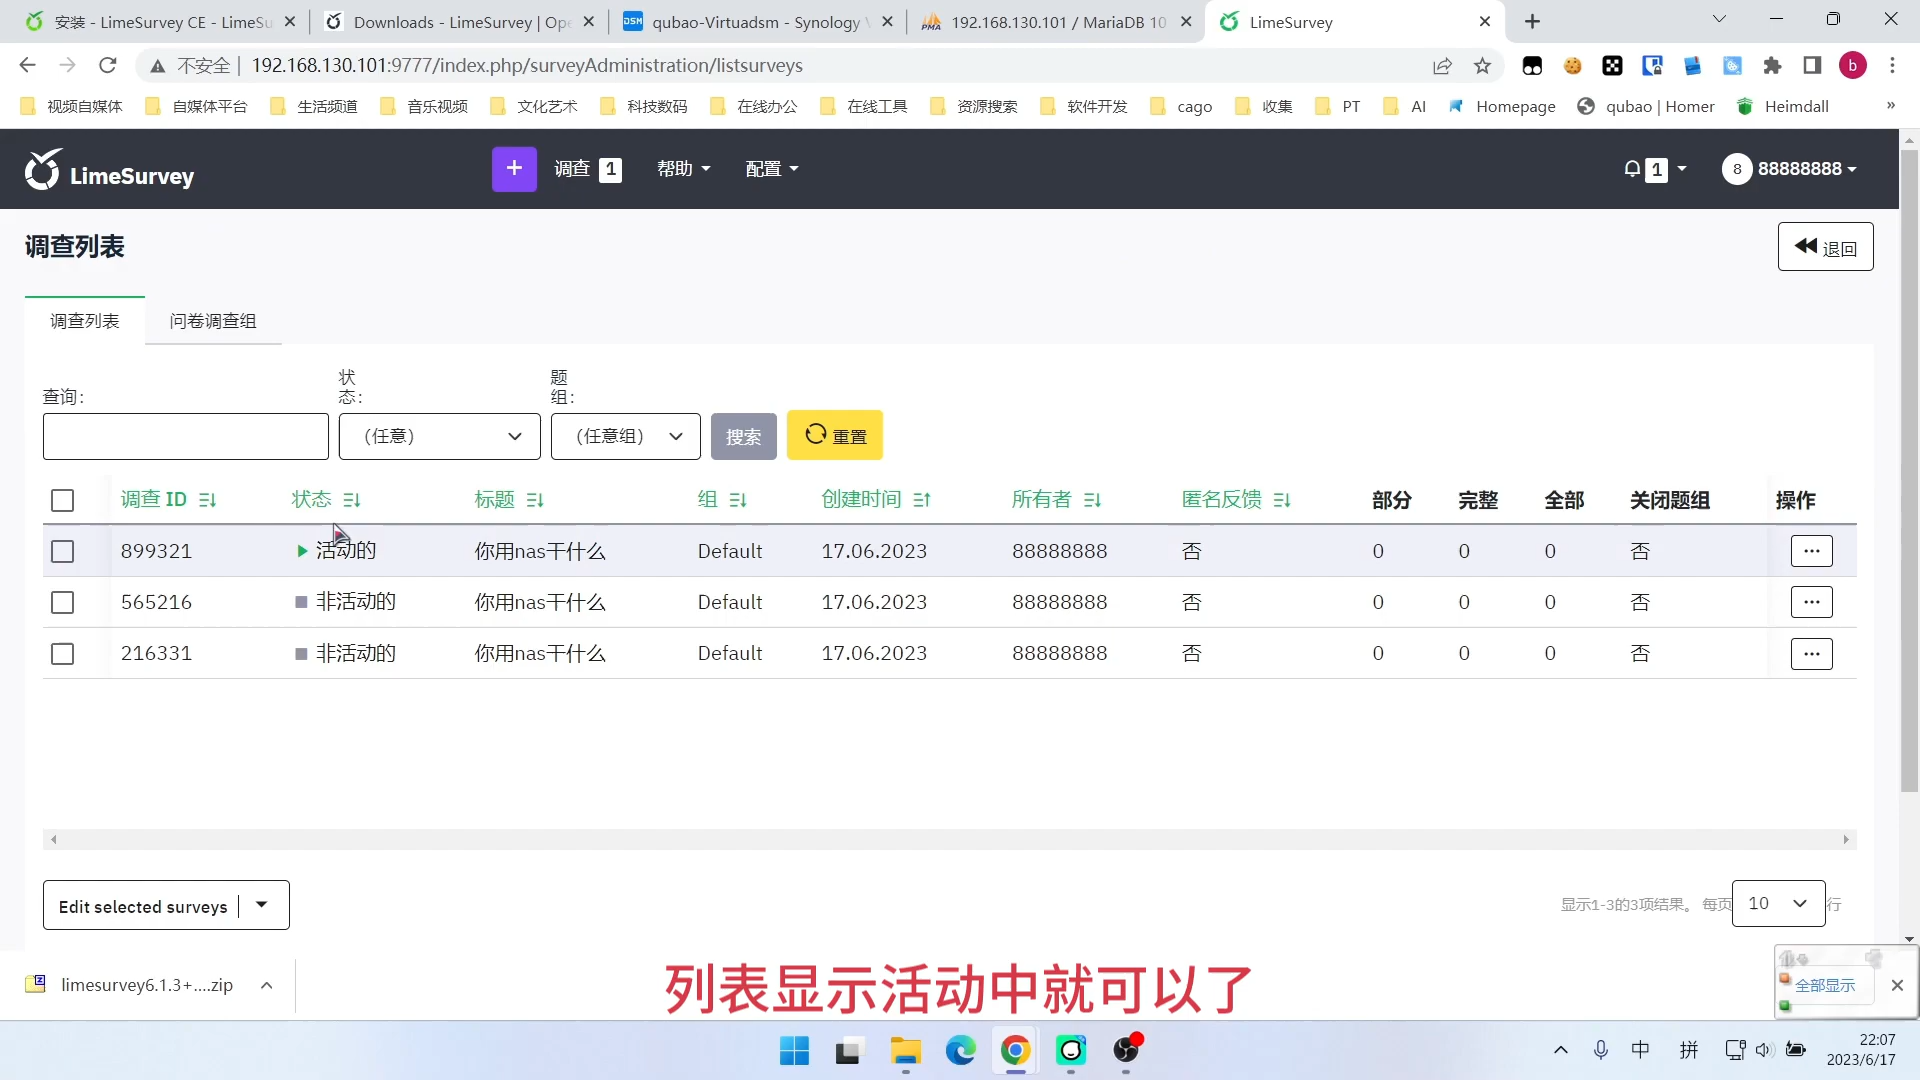 安装 - LimeSurvey CE - LimeSu
Downloads - LimeSurvey | Ope
DSM qubao-Virtuadsm - Synology V
PMA 192.168.130.101 / MariaDB 10
LimeSurvey
不安全 | 192.168.130.101:9777/index.php/surveyAdministration/listsurveys
b
视频自媒体 自媒体平台 生活频道 音乐视频 文化艺术 科技数码 在线办公 在线工具 资源搜索 软件开发 cago 收集 PT AI Homepage qubao | Homer Heimdall »
LimeSurvey
+ 调查 1 帮助 配置
1 8 88888888
调查列表
退回
调查列表 问卷调查组
查询: 状态: 题组:
(任意) (任意组) 搜索 重置
调查 ID 状态 标题 组 创建时间 所有者 匿名反馈 部分 完整 全部 关闭题组 操作
899321 活动的 你用nas干什么 Default 17.06.2023 88888888 否 0 0 0 否 ...
565216 非活动的 你用nas干什么 Default 17.06.2023 88888888 否 0 0 0 否 ...
216331 非活动的 你用nas干什么 Default 17.06.2023 88888888 否 0 0 0 否 ...
Edit selected surveys
显示1-3的3项结果。 每页 10 行
limesurvey6.1.3+....zip
列表显示活动中就可以了
全部显示
中 拼
22:07
2023/6/17